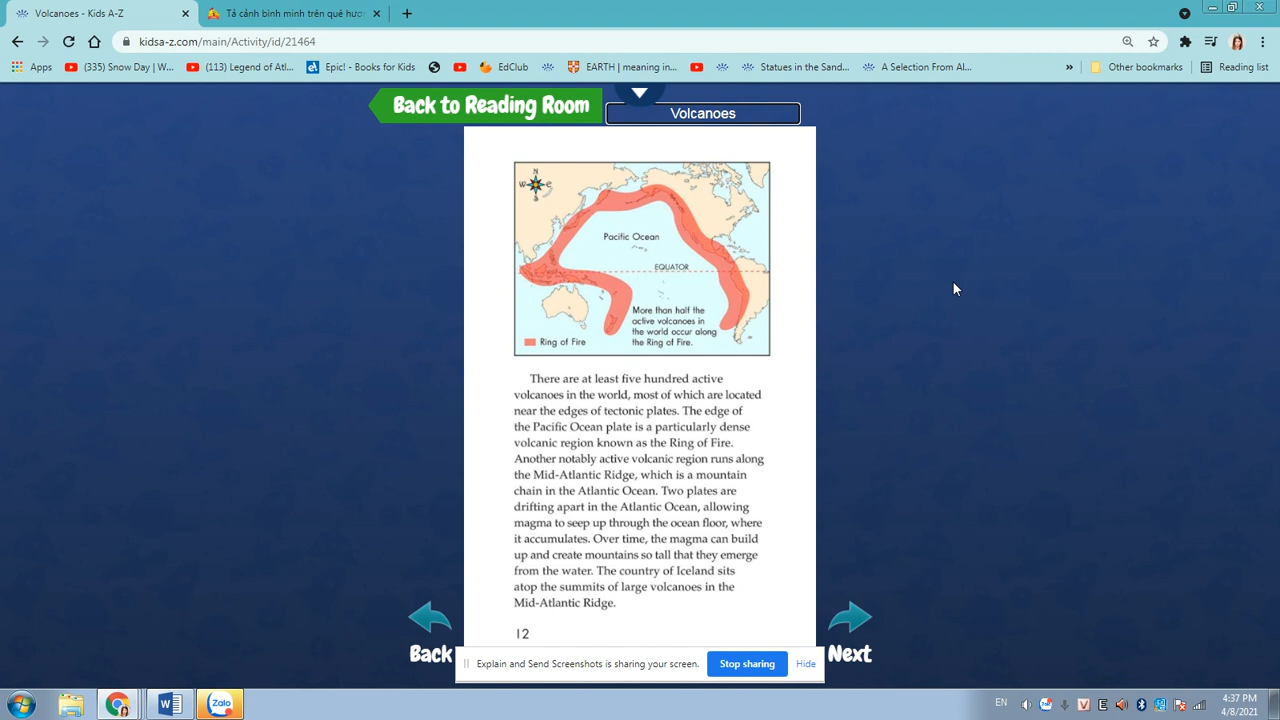 Volcanoes - Kids A-Z
Tả cảnh bình minh trên quê hươ
kidsa-z.com/main/Activity/id/21464
Apps
(335) Snow Day | W...
(113) Legend of Atl...
Epic! - Books for Kids
EdClub
EARTH | meaning in...
Statues in the Sand...
A Selection From Al...
»
Other bookmarks
Reading list
Back to Reading Room
Volcanoes
N
W
E
S
Pacific Ocean
EQUATOR
More than half the
active volcanoes in
the world occur along
the Ring of Fire.
Ring of Fire
There are at least five hundred active
volcanoes in the world, most of which are located
near the edges of tectonic plates. The edge of
the Pacific Ocean plate is a particularly dense
volcanic region known as the Ring of Fire.
Another notably active volcanic region runs along
the Mid-Atlantic Ridge, which is a mountain
chain in the Atlantic Ocean. Two plates are
drifting apart in the Atlantic Ocean, allowing
magma to seep up through the ocean floor, where
it accumulates. Over time, the magma can build
up and create mountains so tall that they emerge
from the water. The country of Iceland sits
atop the summits of large volcanoes in the
Mid-Atlantic Ridge.
12
Back
Next
Explain and Send Screenshots is sharing your screen.
Stop sharing
Hide
Zalo
EN
4:37 PM
4/8/2021